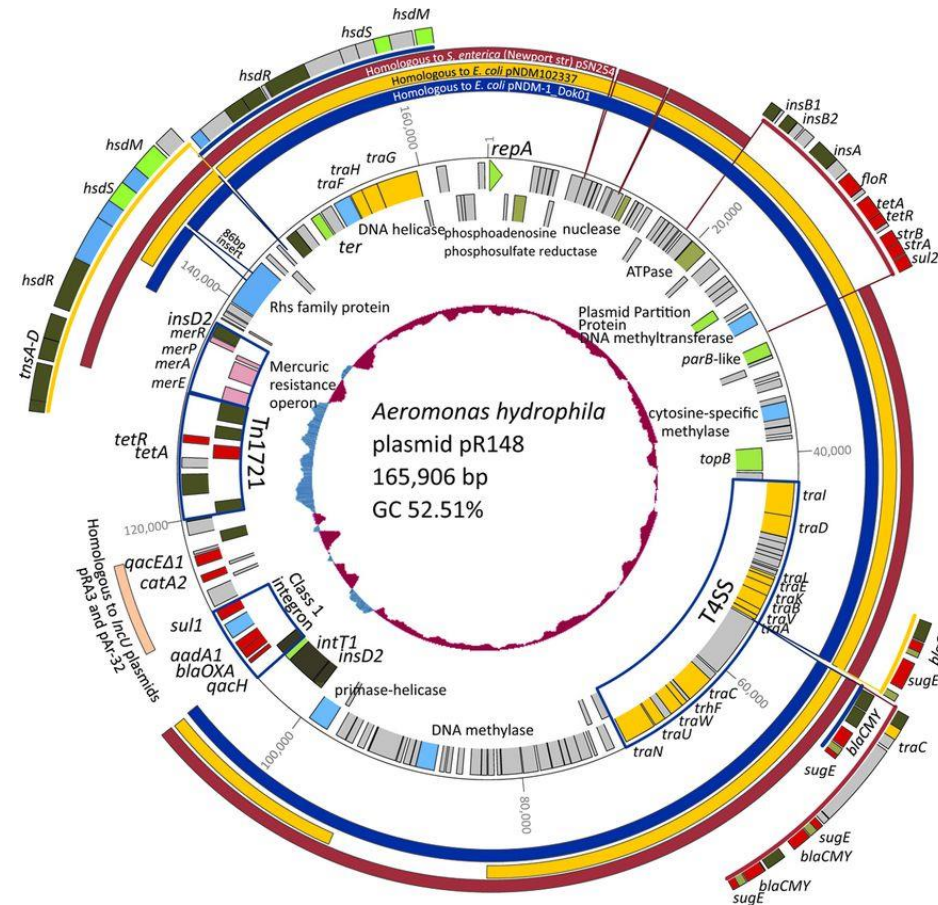 hsdS
hsdM
hsdR
hsdM
hsdS
hsdR
tnsA-D
Homologous to S. enterica (Newport str) pSN254
Homologous to E. coli pNDM102337
Homologous to E. coli pNDM-1_Dok01
160,000
1
repA
traG
traH
traF
ter
DNA helicase
phosphoadenosine
phosphosulfate reductase
nuclease
ATPase
20,000
insB1
insB2
insA
floR
tetA
tetR
strB
strA
sul2
86bp
insert
140,000
Rhs family protein
insD2
merR
merP
merA
merE
Mercuric
resistance
operon
Plasmid Partition
Protein
DNA methyltransferase
parB-like
cytosine-specific
methylase
topB
40,000
Aeromonas hydrophila
plasmid pR148
165,906 bp
GC 52.51%
tetR
tetA
Tn1721
120,000
qacEΔ1
catA2
Homologous to IncU plasmids
pRA3 and pAr-32
sul1
aadA1
blaOXA
qacH
Class 1
integron
intT1
insD2
primase-helicase
100,000
DNA methylase
80,000
T4SS
traI
traD
traL
traE
traK
traB
traV
traA
60,000
traC
trhF
traW
traU
traN
sugE
blaCMY
traC
sugE
sugE
blaCMY
blaCMY
sugE